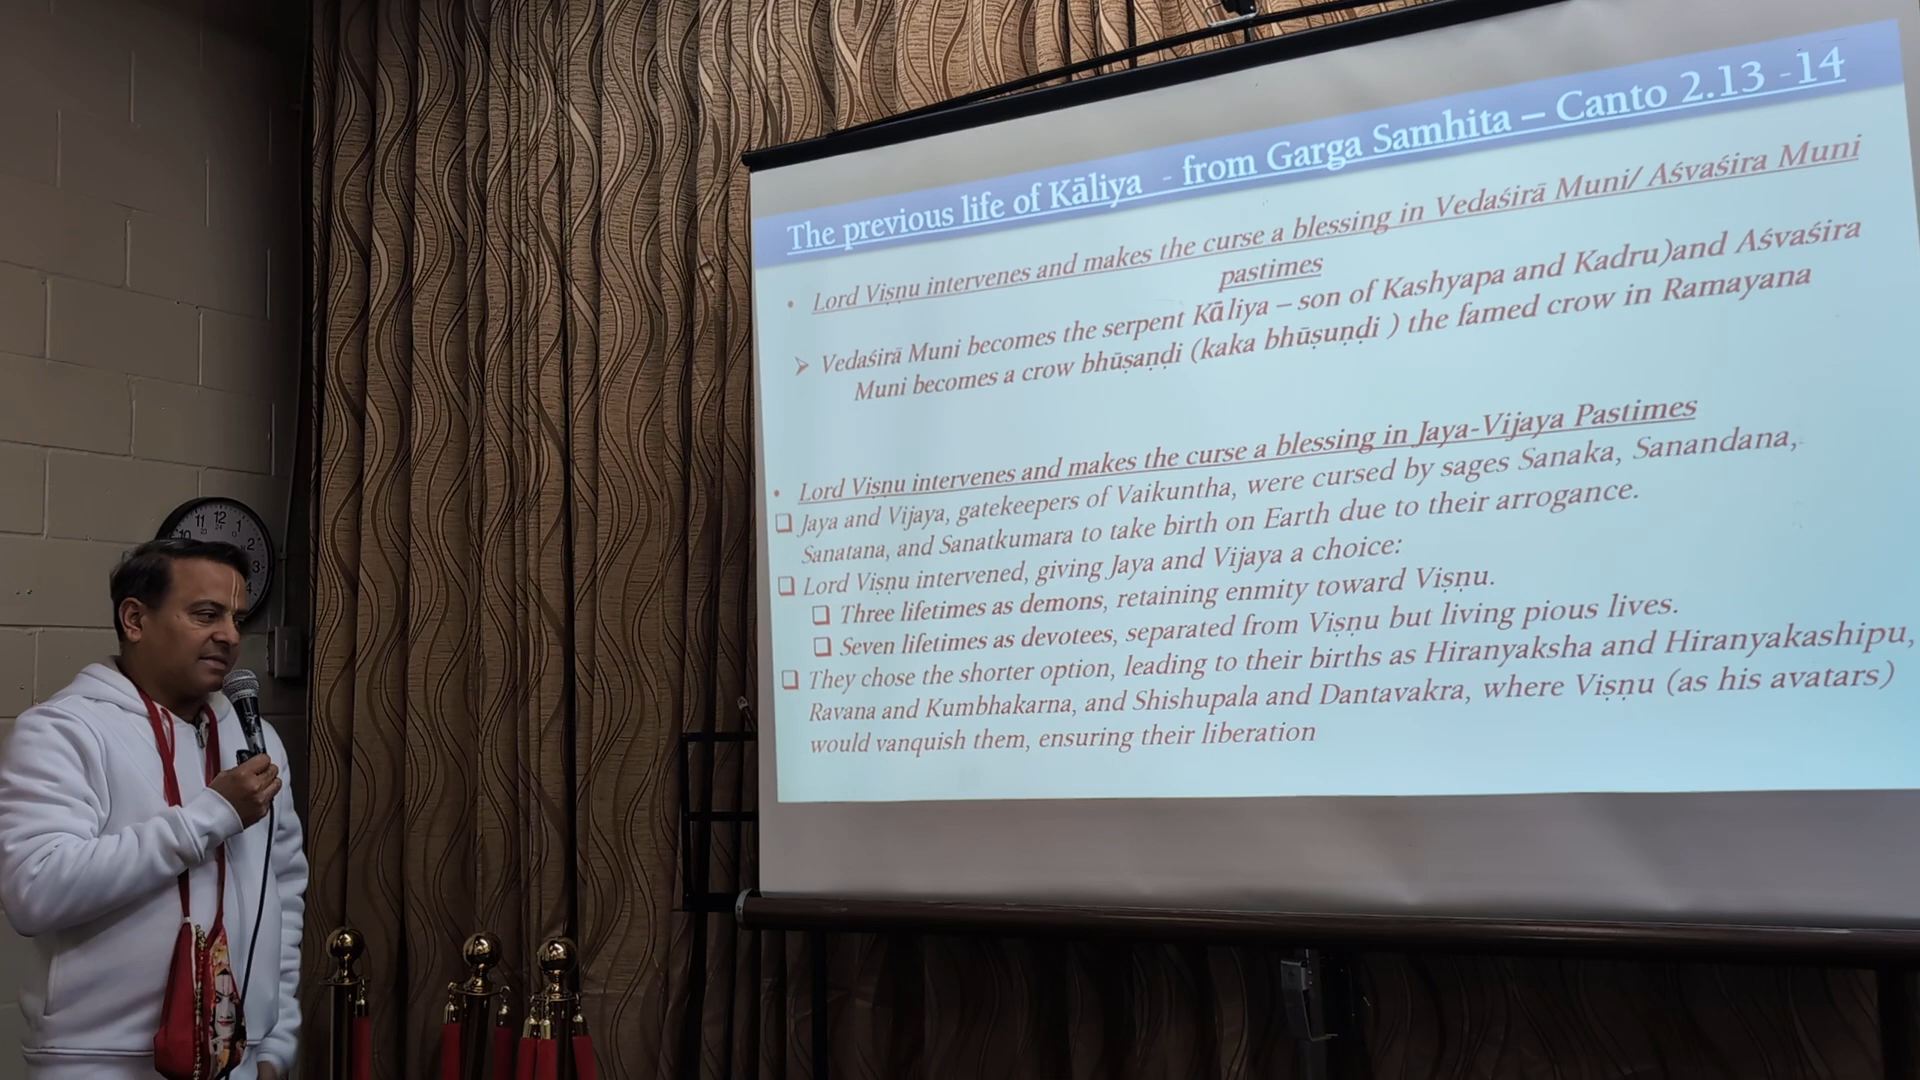 The previous life of Kāliya - from Garga Samhita – Canto 2.13 -14
• Lord Viṣṇu intervenes and makes the curse a blessing in Vedaśirā Muni/ Aśvaśira Muni
pastimes
➢ Vedaśirā Muni becomes the serpent Kāliya – son of Kashyapa and Kadru)and Aśvaśira
Muni becomes a crow bhūṣaṇḍi (kaka bhūṣuṇḍi ) the famed crow in Ramayana
• Lord Viṣṇu intervenes and makes the curse a blessing in Jaya-Vijaya Pastimes
❑ Jaya and Vijaya, gatekeepers of Vaikuntha, were cursed by sages Sanaka, Sanandana,
Sanatana, and Sanatkumara to take birth on Earth due to their arrogance.
❑ Lord Viṣṇu intervened, giving Jaya and Vijaya a choice:
❑ Three lifetimes as demons, retaining enmity toward Viṣṇu.
❑ Seven lifetimes as devotees, separated from Viṣṇu but living pious lives.
❑ They chose the shorter option, leading to their births as Hiranyaksha and Hiranyakashipu,
Ravana and Kumbhakarna, and Shishupala and Dantavakra, where Viṣṇu (as his avatars)
would vanquish them, ensuring their liberation
10 11 12 1 2 3 4